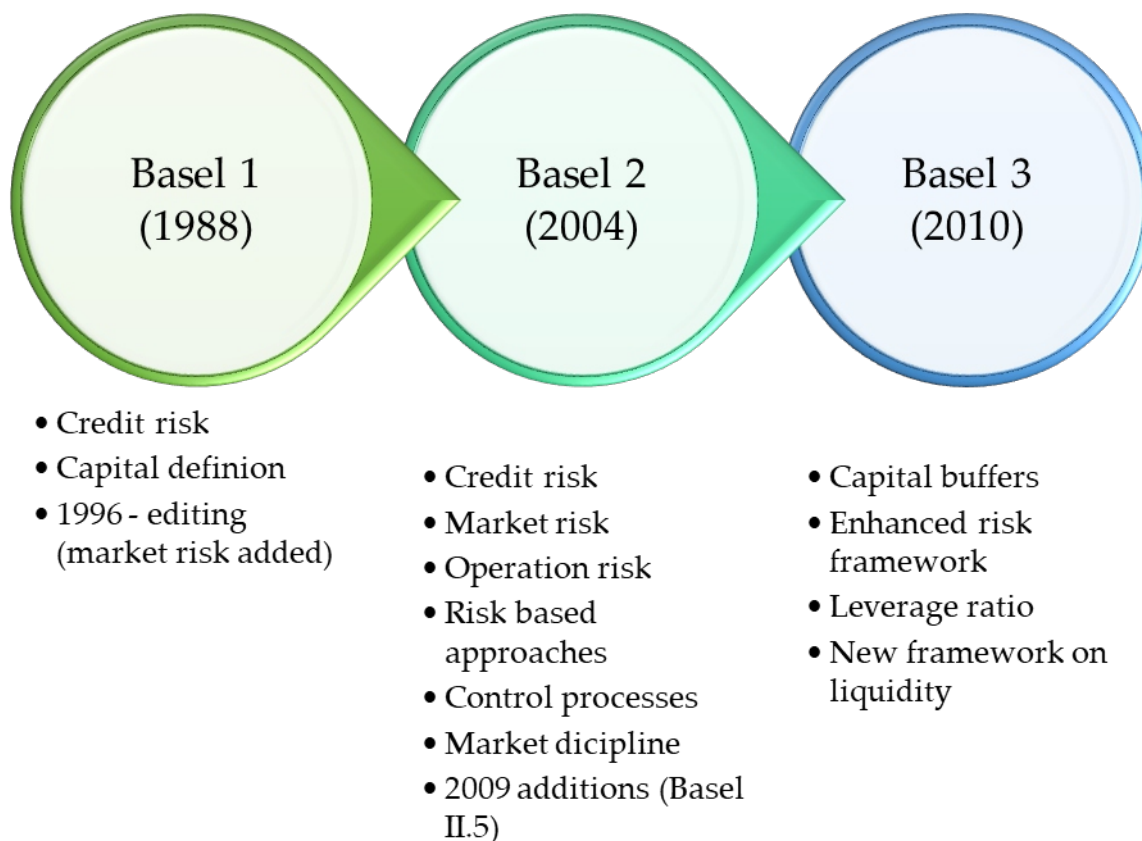 Basel 1
(1988)
Basel 2
(2004)
Basel 3
(2010)
• Credit risk
• Capital definion
• 1996 - editing
(market risk added)
• Credit risk
• Market risk
• Operation risk
• Risk based
approaches
• Control processes
• Market dicipline
• 2009 additions (Basel
II.5)
• Capital buffers
• Enhanced risk
framework
• Leverage ratio
• New framework on
liquidity